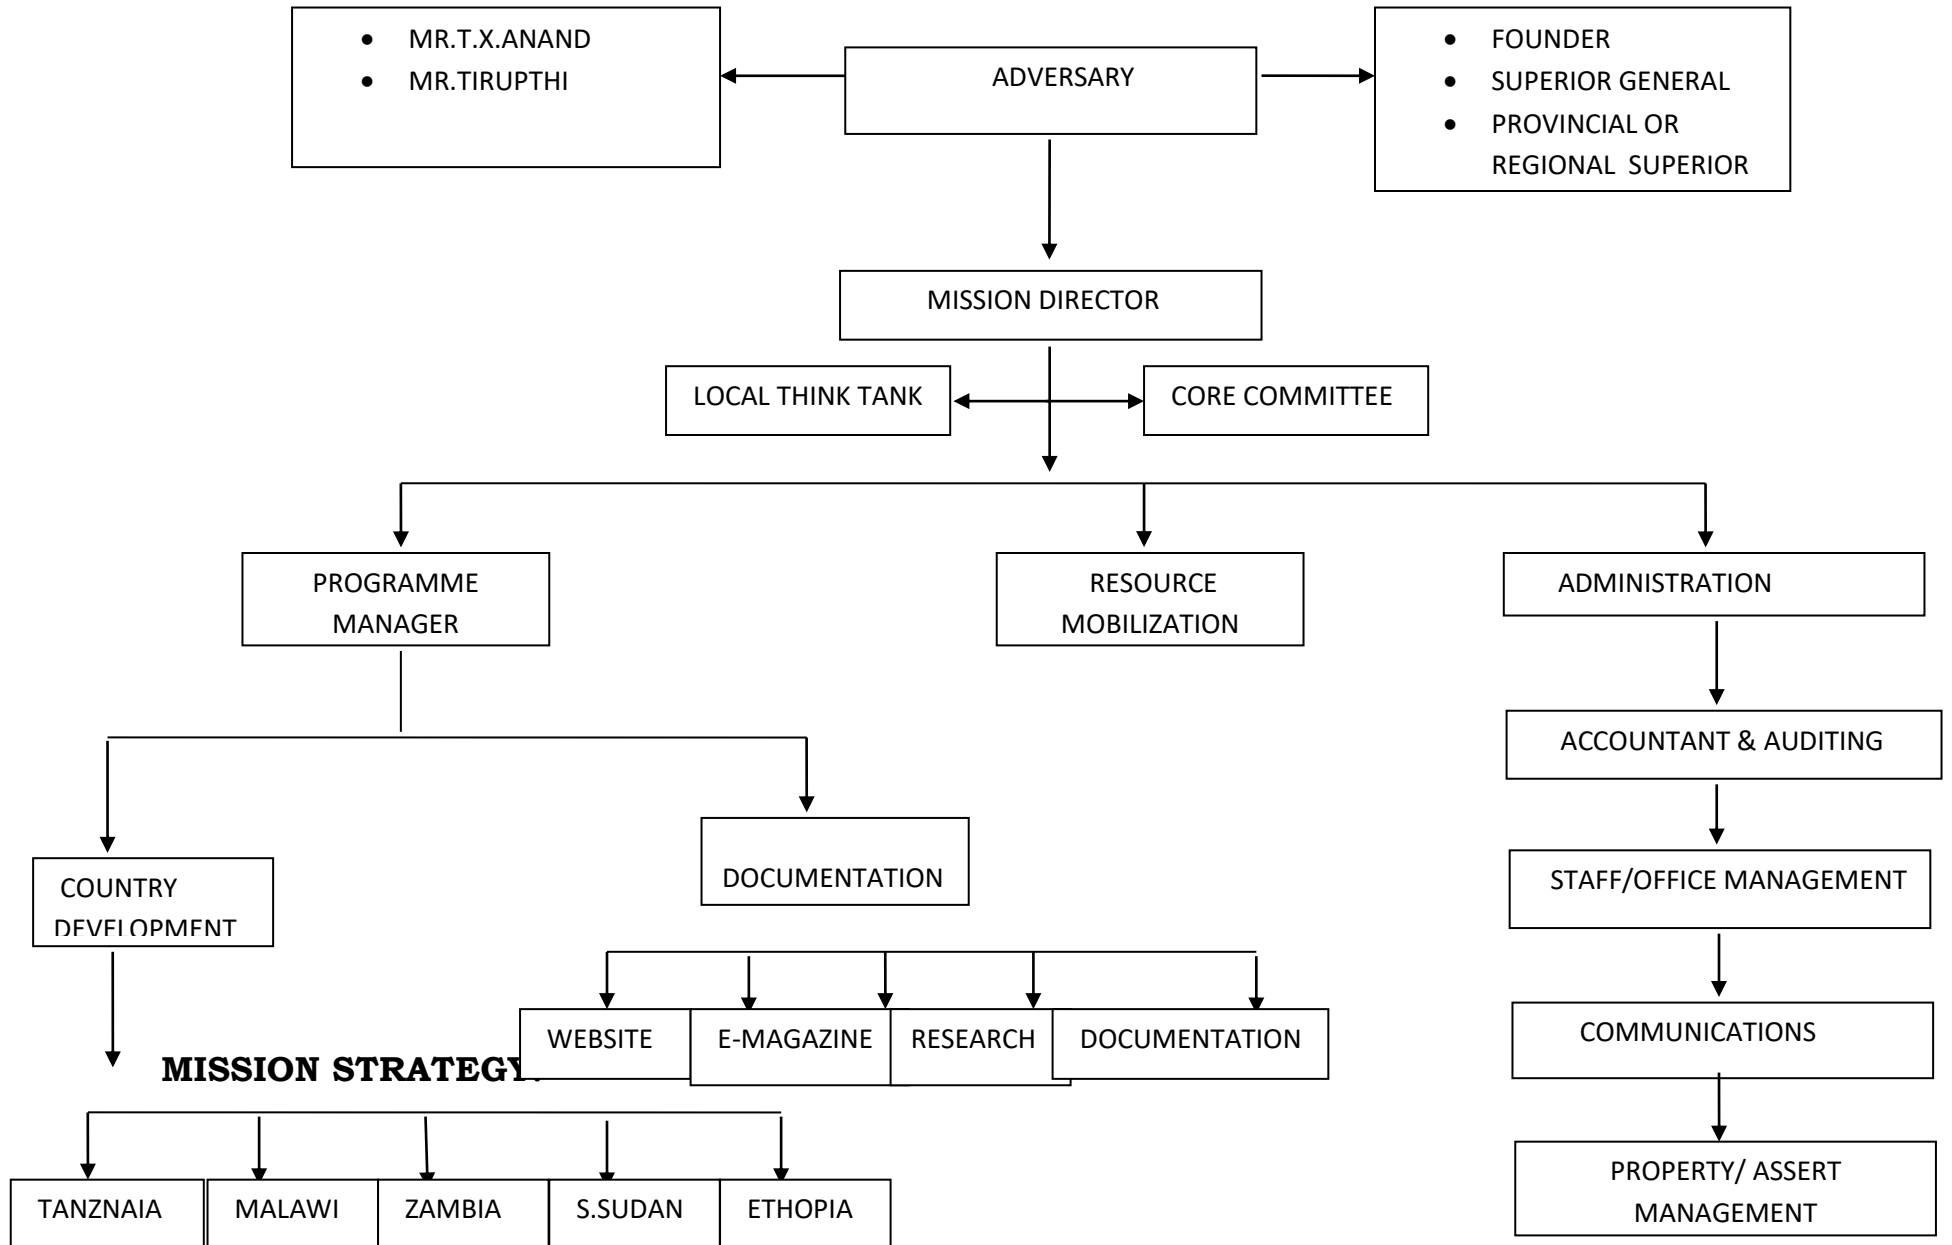 • MR.T.X.ANAND
• MR.TIRUPTHI
ADVERSARY
• FOUNDER
• SUPERIOR GENERAL
• PROVINCIAL OR
REGIONAL SUPERIOR
MISSION DIRECTOR
LOCAL THINK TANK
CORE COMMITTEE
PROGRAMME
MANAGER
RESOURCE
MOBILIZATION
ADMINISTRATION
ACCOUNTANT & AUDITING
DOCUMENTATION
COUNTRY
DEVELOPMENT
STAFF/OFFICE MANAGEMENT
WEBSITE
E-MAGAZINE
RESEARCH
DOCUMENTATION
COMMUNICATIONS
MISSION STRATEGY
TANZNAIA
MALAWI
ZAMBIA
S.SUDAN
ETHOPIA
PROPERTY/ ASSERT
MANAGEMENT